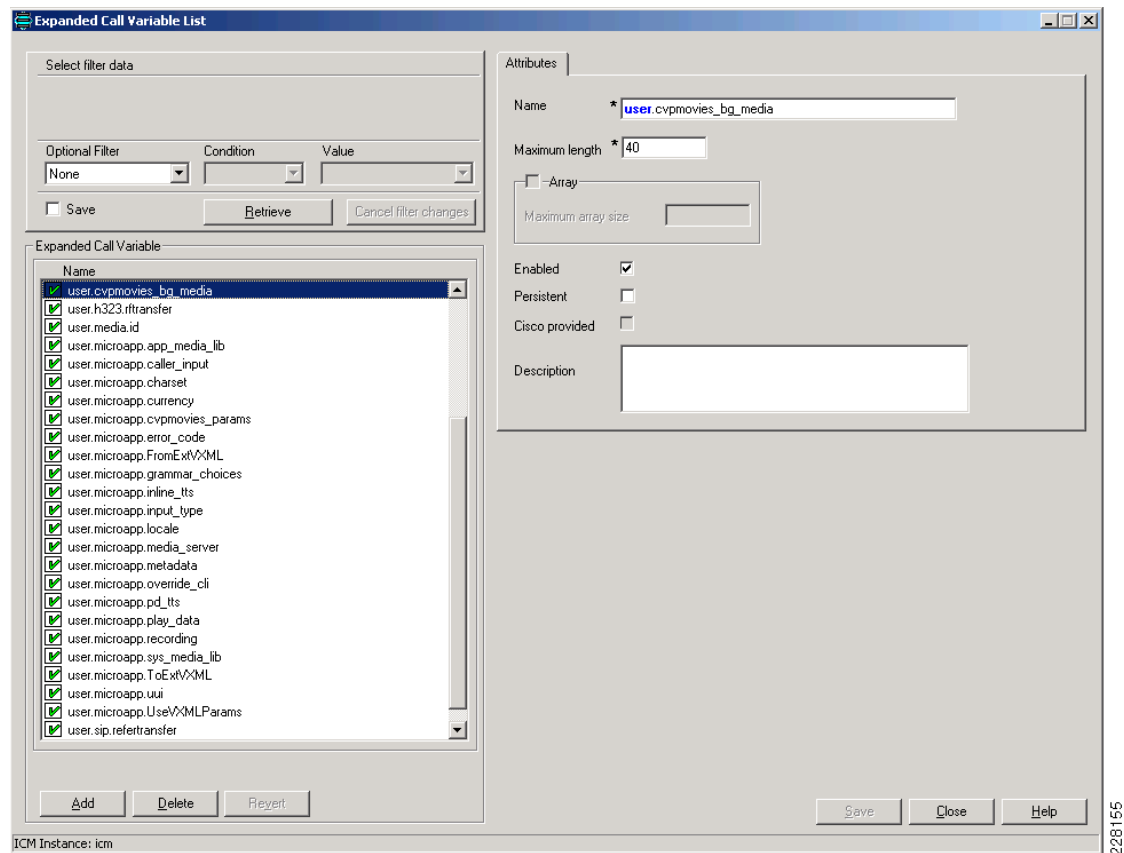 Expanded Call Variable List
Select filter data
Optional Filter Condition Value
None
Save Retrieve Cancel filter changes
Expanded Call Variable
Name
user.cvpmovies_bg_media
user.h323.rftransfer
user.media.id
user.microapp.app_media_lib
user.microapp.caller_input
user.microapp.charset
user.microapp.currency
user.microapp.cvpmovies_params
user.microapp.error_code
user.microapp.FromExtVXML
user.microapp.grammar_choices
user.microapp.inline_tts
user.microapp.input_type
user.microapp.locale
user.microapp.media_server
user.microapp.metadata
user.microapp.override_cli
user.microapp.pd_tts
user.microapp.play_data
user.microapp.recording
user.microapp.sys_media_lib
user.microapp.ToExtVXML
user.microapp.uui
user.microapp.UseVXMLParams
user.sip.refertransfer
Add Delete Revert
Attributes
Name * user.cvpmovies_bg_media
Maximum length * 40
Array
Maximum array size
Enabled
Persistent
Cisco provided
Description
Save Close Help
ICM Instance: icm
228155